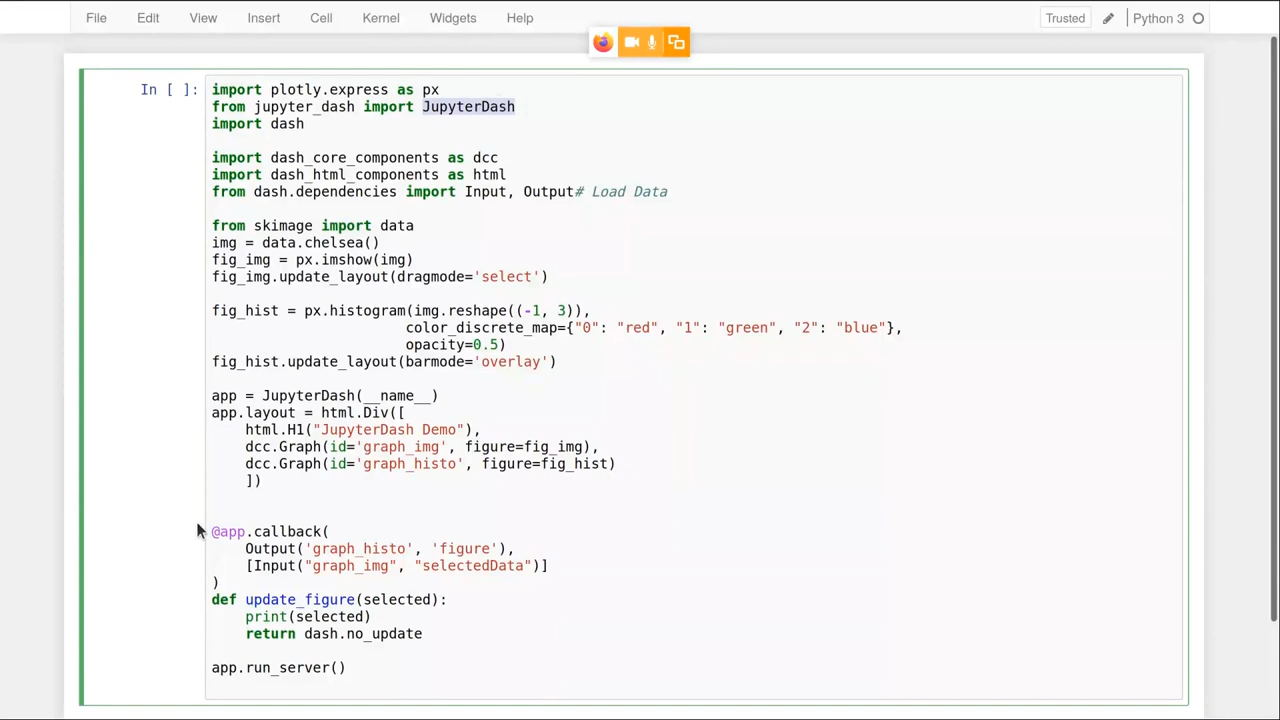 File Edit View Insert Cell Kernel Widgets Help Trusted Python 3
In [ ]:
import plotly.express as px
from jupyter_dash import JupyterDash
import dash
import dash_core_components as dcc
import dash_html_components as html
from dash.dependencies import Input, Output# Load Data
from skimage import data
img = data.chelsea()
fig_img = px.imshow(img)
fig_img.update_layout(dragmode='select')
fig_hist = px.histogram(img.reshape((-1, 3)),
color_discrete_map={"0": "red", "1": "green", "2": "blue"},
opacity=0.5)
fig_hist.update_layout(barmode='overlay')
app = JupyterDash(__name__)
app.layout = html.Div([
html.H1("JupyterDash Demo"),
dcc.Graph(id='graph_img', figure=fig_img),
dcc.Graph(id='graph_histo', figure=fig_hist)
])
@app.callback(
Output('graph_histo', 'figure'),
[Input("graph_img", "selectedData")]
)
def update_figure(selected):
print(selected)
return dash.no_update
app.run_server()